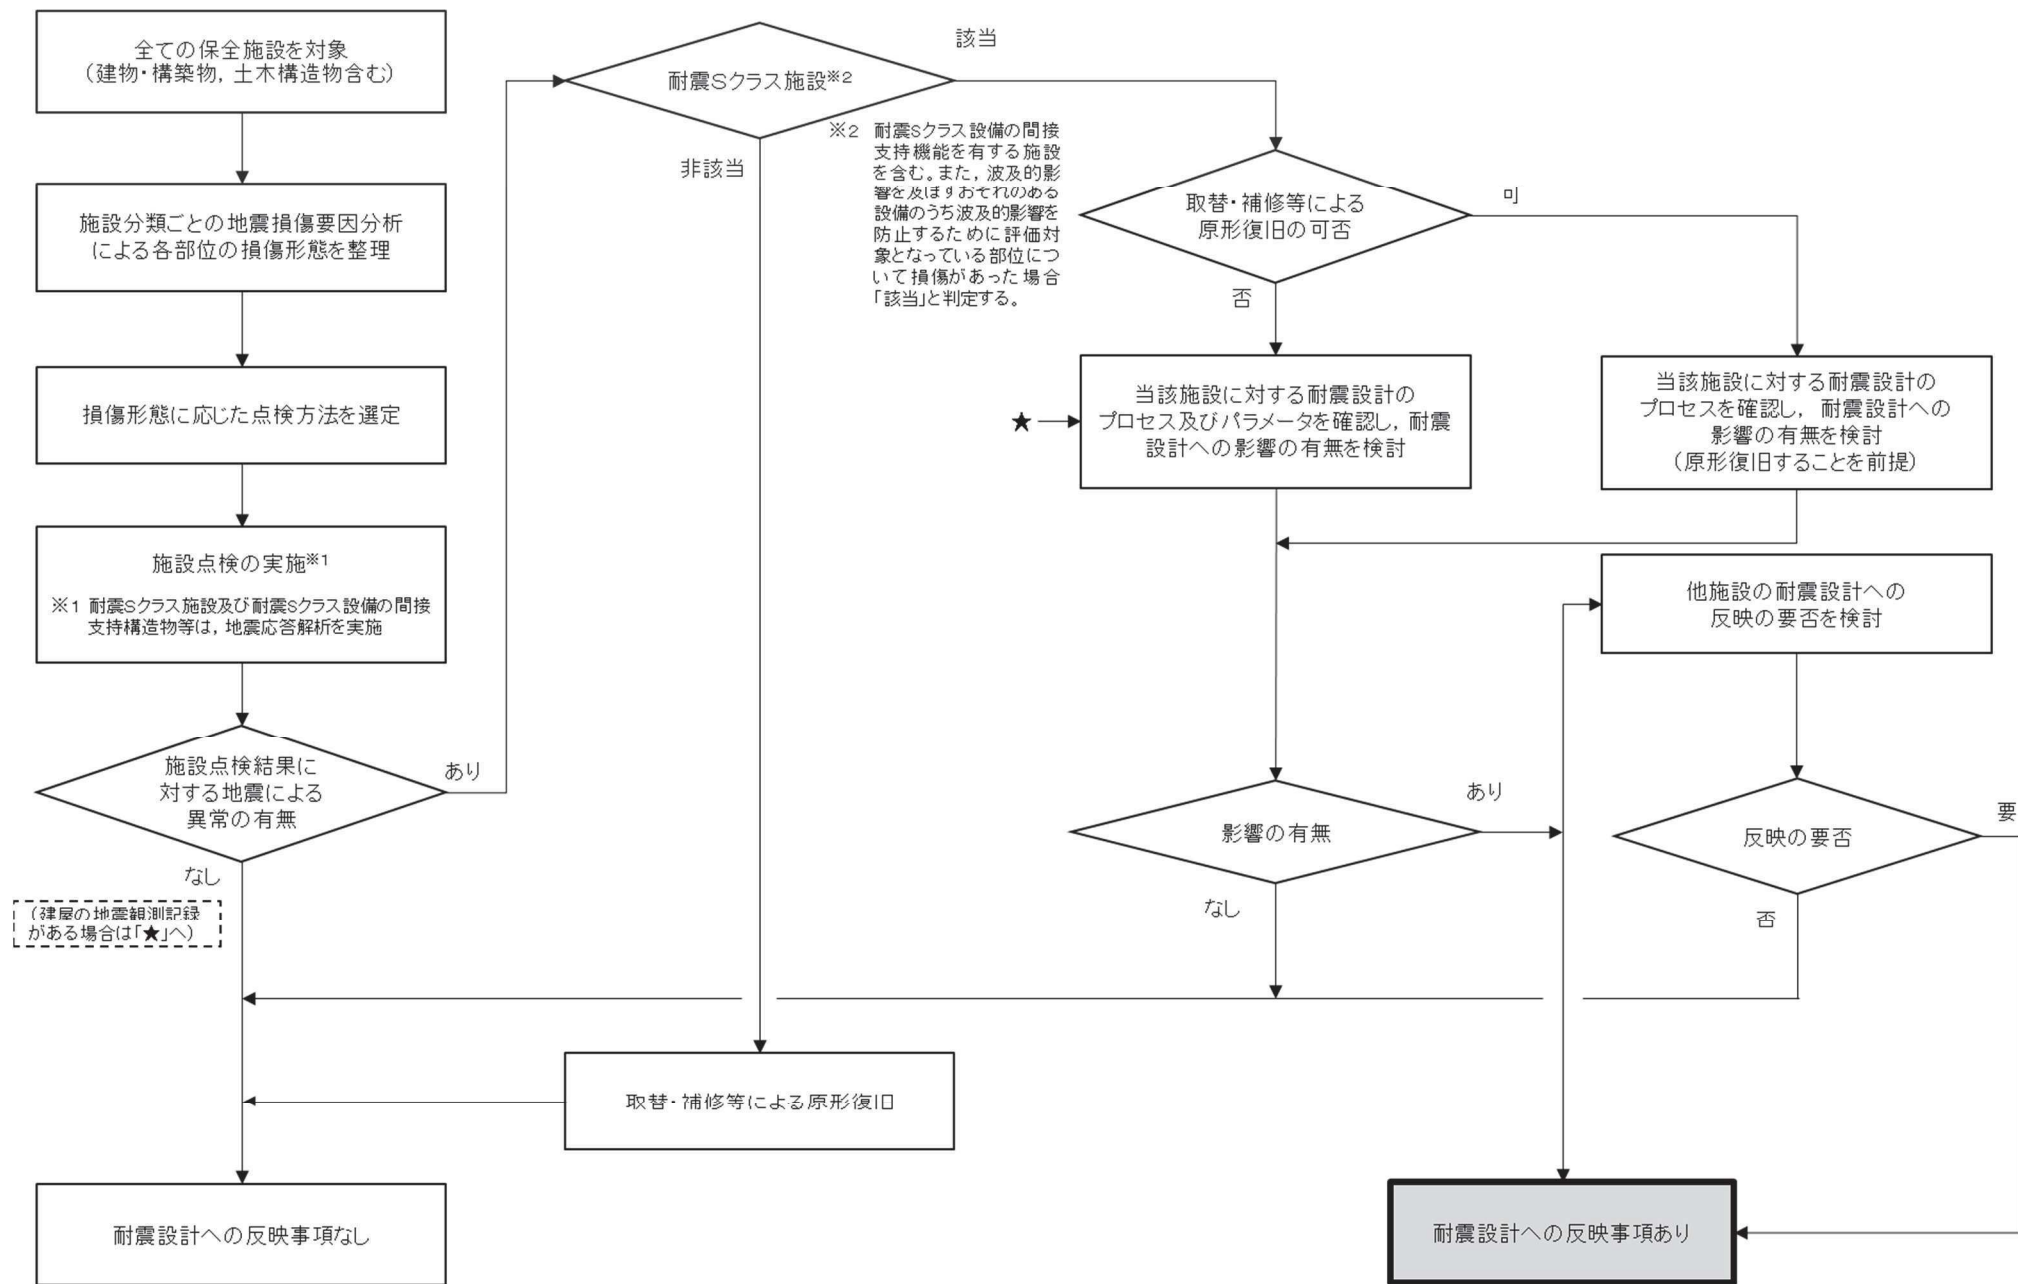 全ての保全施設を対象
(建物・構築物, 土木構造物含む)
施設分類ごとの地震損傷要因分析
による各部位の損傷形態を整理
損傷形態に応じた点検方法を選定
施設点検の実施※1
※1 耐震Sクラス施設及び耐震Sクラス設備の間接
支持構造物等は, 地震応答解析を実施
施設点検結果に
対する地震による
異常の有無
あり
なし
(建屋の地震観測記録
がある場合は「★」へ)
耐震設計への反映事項なし
耐震Sクラス施設※2
該当
非該当
※2 耐震Sクラス設備の間接
支持機能を有する施設
を含む。また, 波及的影
響を及ぼすおそれのある
設備のうち波及的影響を
防止するために評価対
象となっている部位につ
いて損傷があった場合
「該当」と判定する。
取替・補修等による原形復旧
取替・補修等による
原形復旧の可否
可
否
★
当該施設に対する耐震設計の
プロセス及びパラメータを確認し, 耐震
設計への影響の有無を検討
当該施設に対する耐震設計の
プロセスを確認し, 耐震設計への
影響の有無を検討
(原形復旧することを前提)
影響の有無
あり
なし
他施設の耐震設計への
反映の要否を検討
反映の要否
要
否
耐震設計への反映事項あり